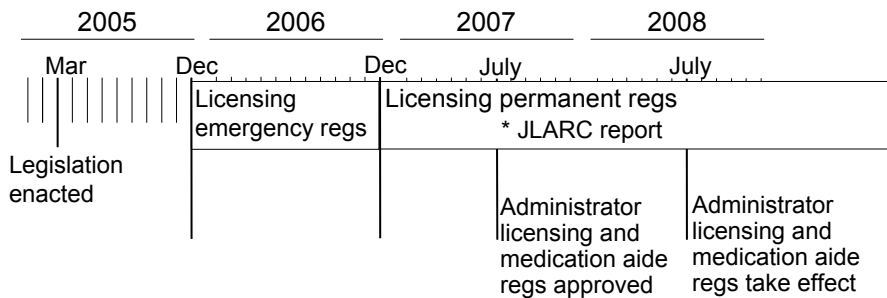 2005 2006 2007 2008
Mar Dec Dec July July
Licensing
emergency regs
Licensing permanent regs
* JLARC report
Legislation
enacted
Administrator
licensing and
medication aide
regs approved
Administrator
licensing and
medication aide
regs take effect